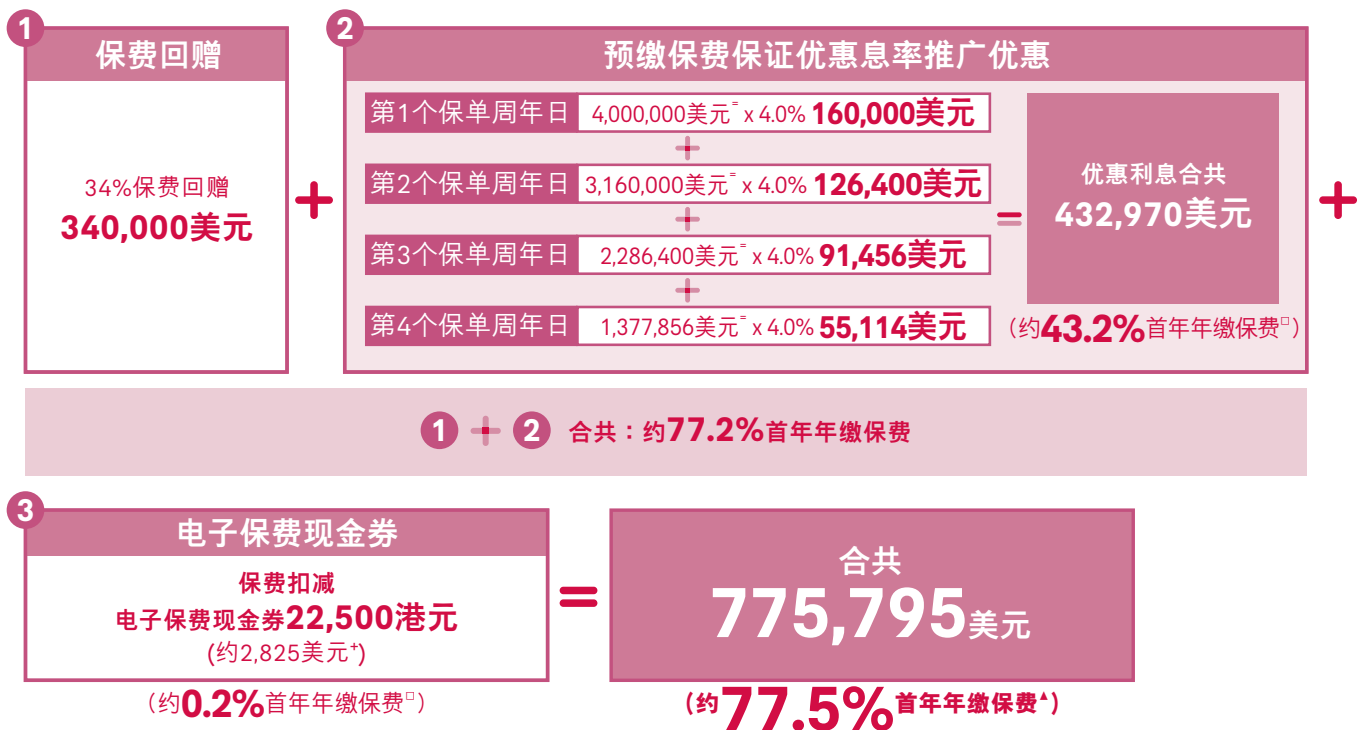 1
保费回赠
34%保费回赠
340,000美元
+
2
预缴保费保证优惠息率推广优惠
第1个保单周年日 4,000,000美元⁼ x 4.0% 160,000美元
+
第2个保单周年日 3,160,000美元⁼ x 4.0% 126,400美元
+
第3个保单周年日 2,286,400美元⁼ x 4.0% 91,456美元
+
第4个保单周年日 1,377,856美元⁼ x 4.0% 55,114美元
=
优惠利息合共
432,970美元
(约43.2%首年年缴保费□)
+
1 + 2 合共：约77.2%首年年缴保费
3
电子保费现金券
保费扣减
电子保费现金券22,500港元
(约2,825美元⁺)
(约0.2%首年年缴保费□)
=
合共
775,795美元
(约77.5%首年年缴保费▲)